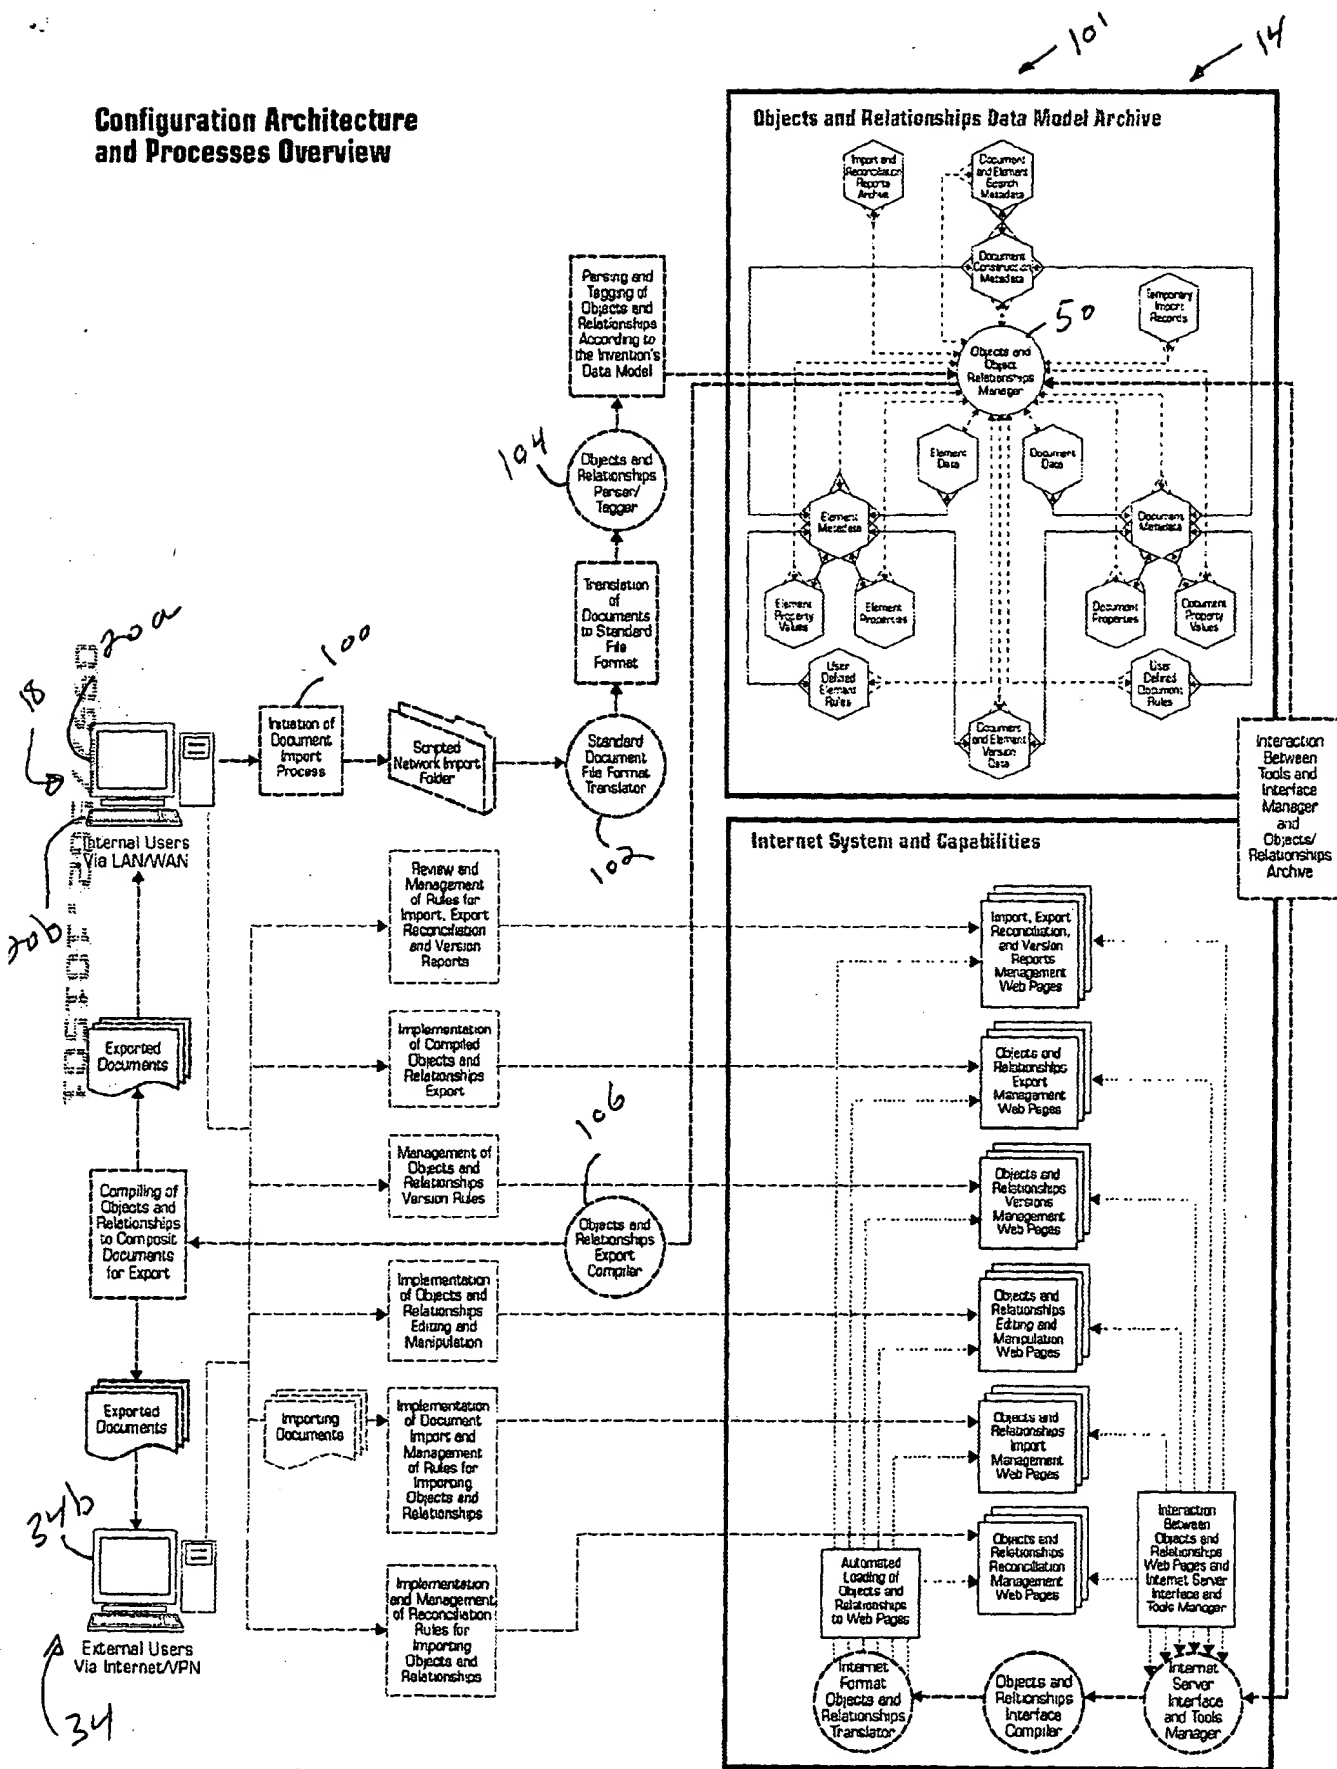 101
14
Configuration Architecture
and Processes Overview
Objects and Relationships Data Model Archive
Import and
Reconciliation
Reports
Archive
Document
and Element
Search
Metadata
Document
Construction
Metadata
Temporary
Import
Records
50
Objects and
Object
Relationships
Manager
Element
Data
Document
Data
Element
Metadata
Document
Metadata
Element
Property
Values
Element
Properties
Document
Properties
Document
Property
Values
User
Defined
Element
Rules
User
Defined
Document
Rules
Document
and Element
Version
Data
Parsing and
Tagging of
Objects and
Relationships
According to
the Invention's
Data Model
104
Objects and
Relationships
Parser/
Tagger
Translation
of
Documents
to Standard
File
Format
20a
18
100
Initiation of
Document
Import
Process
Scripted
Network Import
Folder
Standard
Document
File Format
Translator
102
Internal Users
Via LAN/WAN
20b
Interaction
Between
Tools and
Interface
Manager
and
Objects/
Relationships
Archive
Internet System and Capabilities
Review and
Management
of Rules for
Import, Export
Reconciliation
and Version
Reports
Import, Export
Reconciliation,
and Version
Reports
Management
Web Pages
Exported
Documents
Implementation
of Compiled
Objects and
Relationships
Export
Objects and
Relationships
Export
Management
Web Pages
106
Management of
Objects and
Relationships
Version Rules
Objects and
Relationships
Versions
Management
Web Pages
Compiling of
Objects and
Relationships
to Composit
Documents
for Export
Objects and
Relationships
Export
Compiler
Implementation
of Objects and
Relationships
Editing and
Manipulation
Objects and
Relationships
Editing and
Manipulation
Web Pages
Exported
Documents
Importing
Documents
Implementation
of Document
Import and
Management
of Rules for
Importing
Objects and
Relationships
Objects and
Relationships
Import
Management
Web Pages
34b
Implementation
and Management
of Reconciliation
Rules for
Importing
Objects and
Relationships
Objects and
Relationships
Reconciliation
Management
Web Pages
Automated
Loading of
Objects and
Relationships
to Web Pages
Interaction
Between
Objects and
Relationships
Web Pages and
Internet Server
Interface and
Tools Manager
External Users
Via Internet/VPN
34
Internet
Format
Objects and
Relationships
Translator
Objects and
Reltionships
Interface
Compiler
Internet
Server
Interface
and Tools
Manager